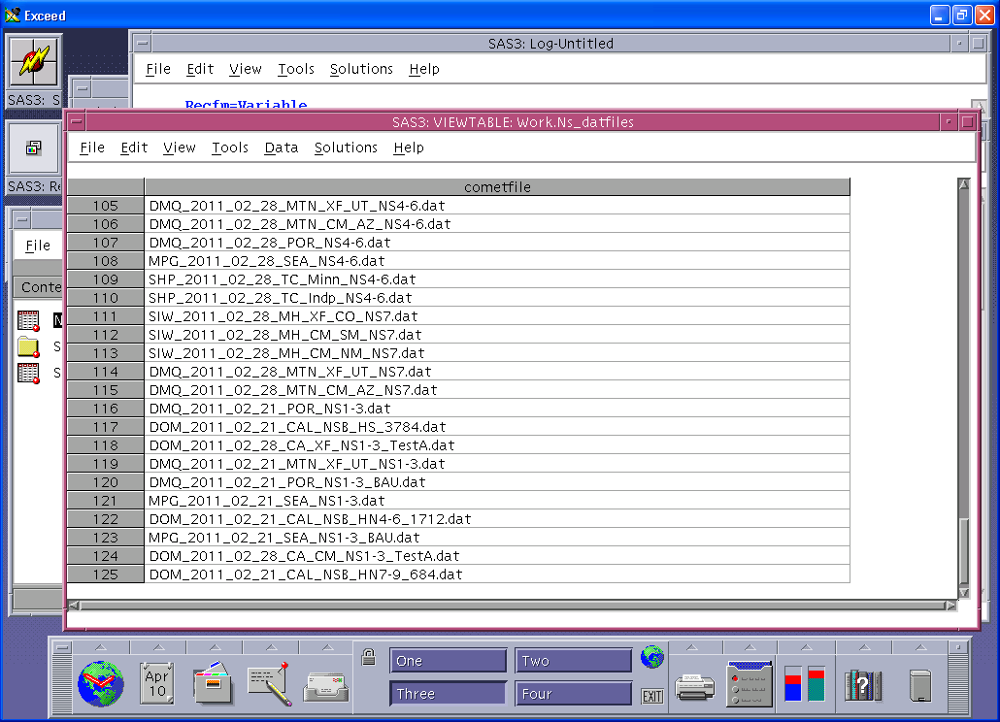 Exceed
SAS3: Log-Untitled
File Edit View Tools Solutions Help
SAS3: S
Recfm=Variable
SAS3: VIEWTABLE: Work.Ns_datfiles
File Edit View Tools Data Solutions Help
SAS3: Re
File
Conte
N
S
S
cometfile
105 DMQ_2011_02_28_MTN_XF_UT_NS4-6.dat
106 DMQ_2011_02_28_MTN_CM_AZ_NS4-6.dat
107 DMQ_2011_02_28_POR_NS4-6.dat
108 MPG_2011_02_28_SEA_NS4-6.dat
109 SHP_2011_02_28_TC_Minn_NS4-6.dat
110 SHP_2011_02_28_TC_Indp_NS4-6.dat
111 SIW_2011_02_28_MH_XF_CO_NS7.dat
112 SIW_2011_02_28_MH_CM_SM_NS7.dat
113 SIW_2011_02_28_MH_CM_NM_NS7.dat
114 DMQ_2011_02_28_MTN_XF_UT_NS7.dat
115 DMQ_2011_02_28_MTN_CM_AZ_NS7.dat
116 DMQ_2011_02_21_POR_NS1-3.dat
117 DOM_2011_02_21_CAL_NSB_HS_3784.dat
118 DOM_2011_02_28_CA_XF_NS1-3_TestA.dat
119 DMQ_2011_02_21_MTN_XF_UT_NS1-3.dat
120 DMQ_2011_02_21_POR_NS1-3_BAU.dat
121 MPG_2011_02_21_SEA_NS1-3.dat
122 DOM_2011_02_21_CAL_NSB_HN4-6_1712.dat
123 MPG_2011_02_21_SEA_NS1-3_BAU.dat
124 DOM_2011_02_28_CA_CM_NS1-3_TestA.dat
125 DOM_2011_02_21_CAL_NSB_HN7-9_684.dat
Apr
10
One Two
Three Four
EXIT
?